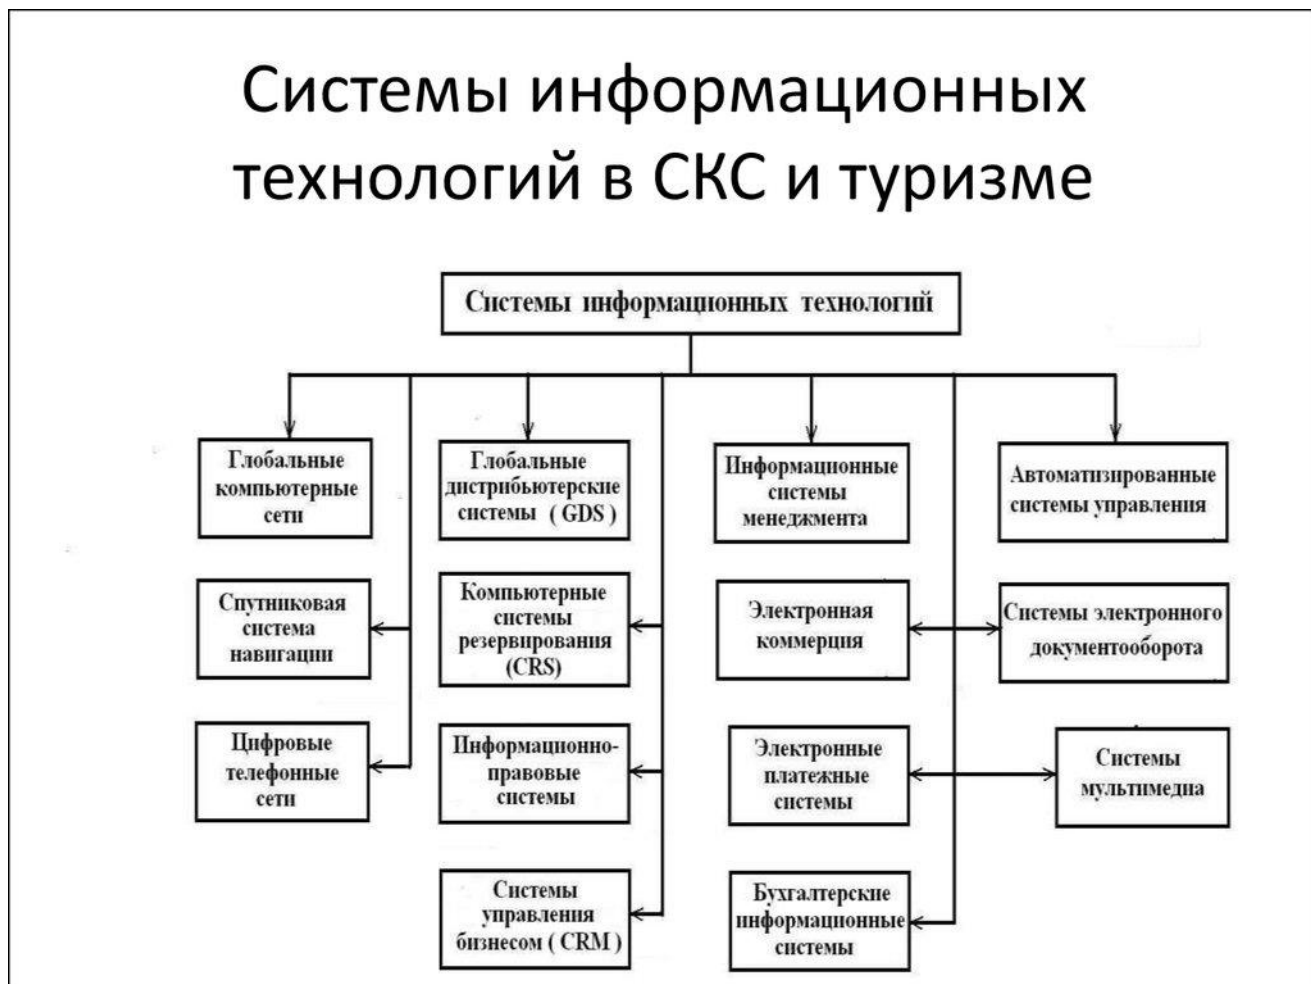 Системы информационных
технологий в СКС и туризме
Системы информационных технологий
Глобальные
компьютерные
сети
Глобальные
дистрибьютерские
системы ( GDS )
Информационные
системы
менеджмента
Автоматизированные
системы управления
Спутниковая
система
навигации
Компьютерные
системы
резервирования
(CRS)
Электронная
коммерция
Системы электронного
документооборота
Цифровые
телефонные
сети
Информационно-
правовые
системы
Электронные
платежные
системы
Системы
мультимедиа
Системы
управления
бизнесом ( CRM )
Бухгалтерские
информационные
системы